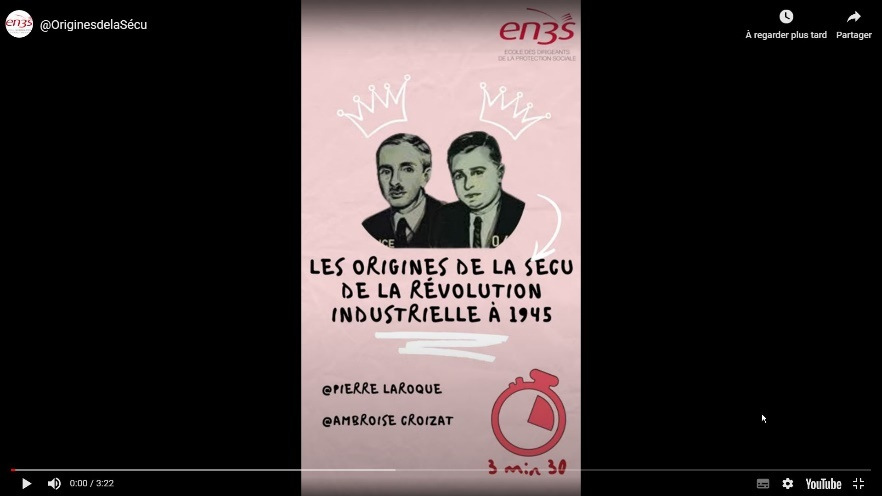 @OriginesdelaSécu
À regarder plus tard
Partager
en3s
ECOLE DES DIRIGEANTS
DE LA PROTECTION SOCIALE
LES ORIGINES DE LA SECU
DE LA RÉVOLUTION
INDUSTRIELLE À 1945
@PIERRE LAROQUE
@AMBROISE CROIZAT
3 min 30
0:00 / 3:22
YouTube